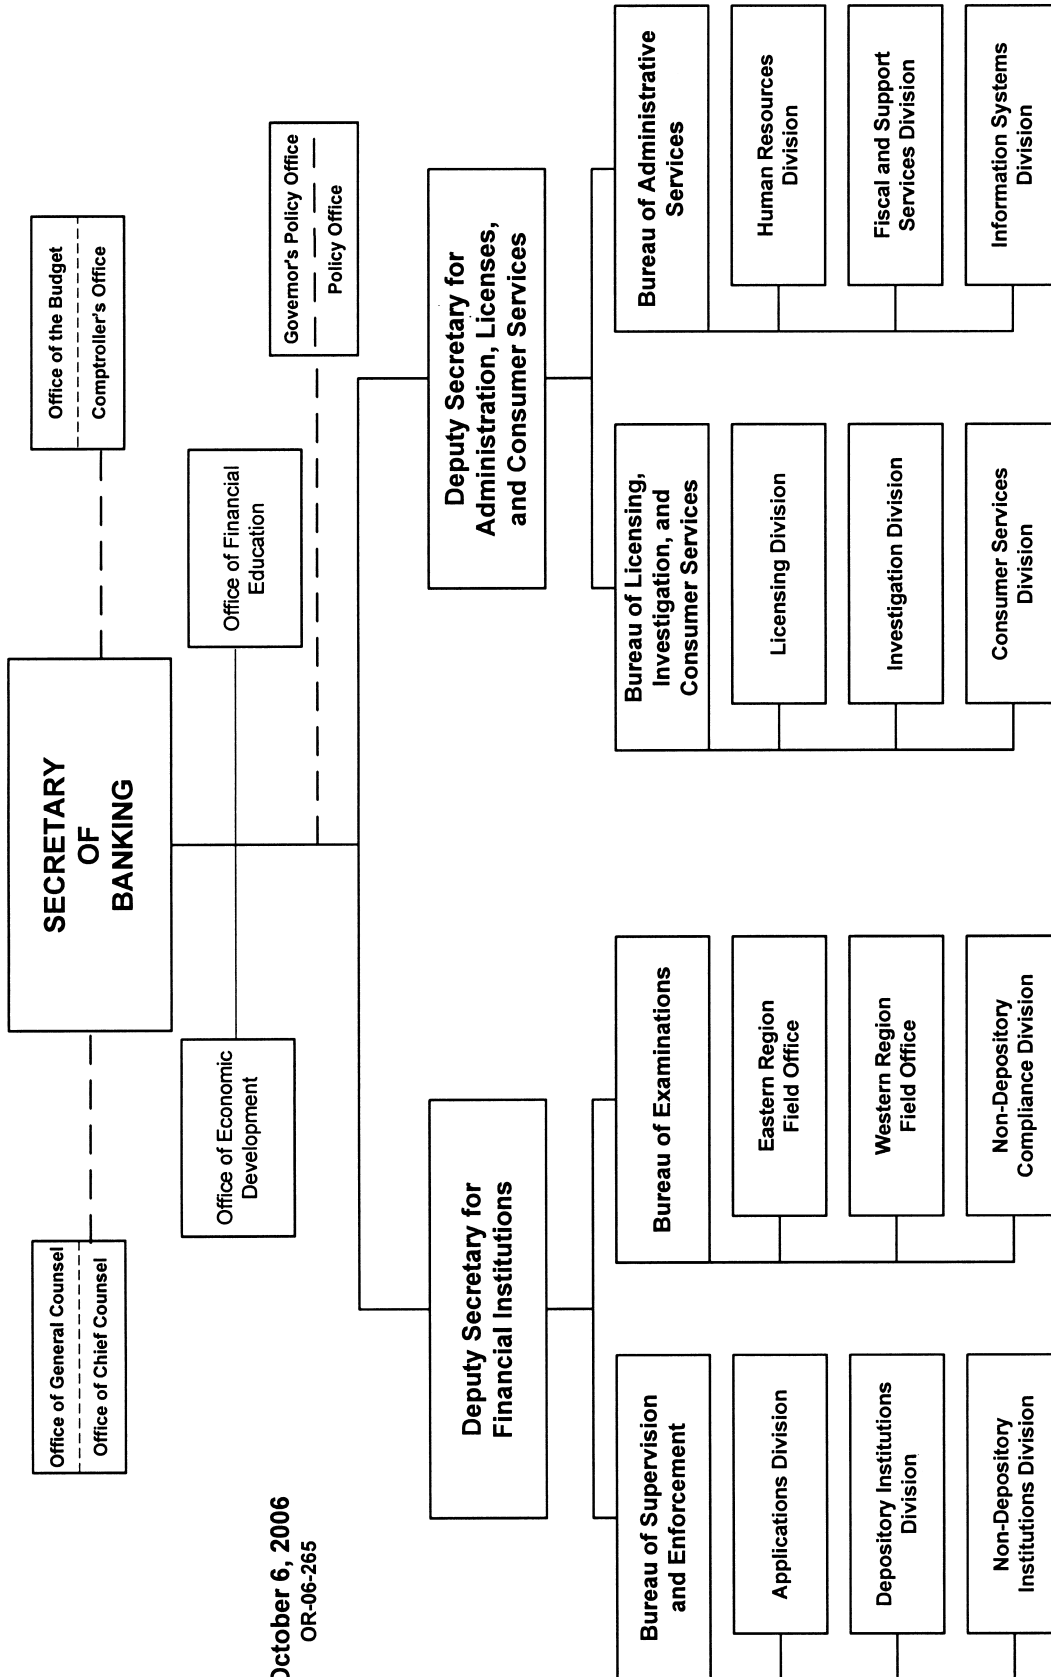 SECRETARY
OF
BANKING
Office of General Counsel
Office of Chief Counsel
Office of the Budget
Comptroller's Office
Office of Economic
Development
Office of Financial
Education
October 6, 2006
OR-06-265
Governor's Policy Office
Policy Office
Deputy Secretary for
Financial Institutions
Deputy Secretary for
Administration, Licenses,
and Consumer Services
Bureau of Supervision
and Enforcement
Applications Division
Depository Institutions
Division
Non-Depository
Institutions Division
Bureau of Examinations
Eastern Region
Field Office
Western Region
Field Office
Non-Depository
Compliance Division
Bureau of Licensing,
Investigation, and
Consumer Services
Licensing Division
Investigation Division
Consumer Services
Division
Bureau of Administrative
Services
Human Resources
Division
Fiscal and Support
Services Division
Information Systems
Division